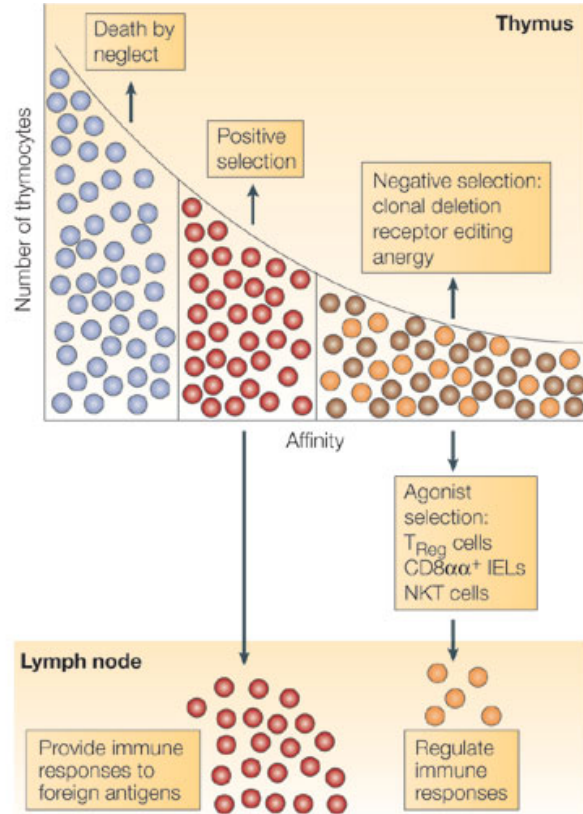 Thymus
Death by
neglect
Positive
selection
Negative selection:
clonal deletion
receptor editing
anergy
Number of thymocytes
Affinity
Agonist
selection:
TReg cells
CD8αα+ IELs
NKT cells
Lymph node
Provide immune
responses to
foreign antigens
Regulate
immune
responses